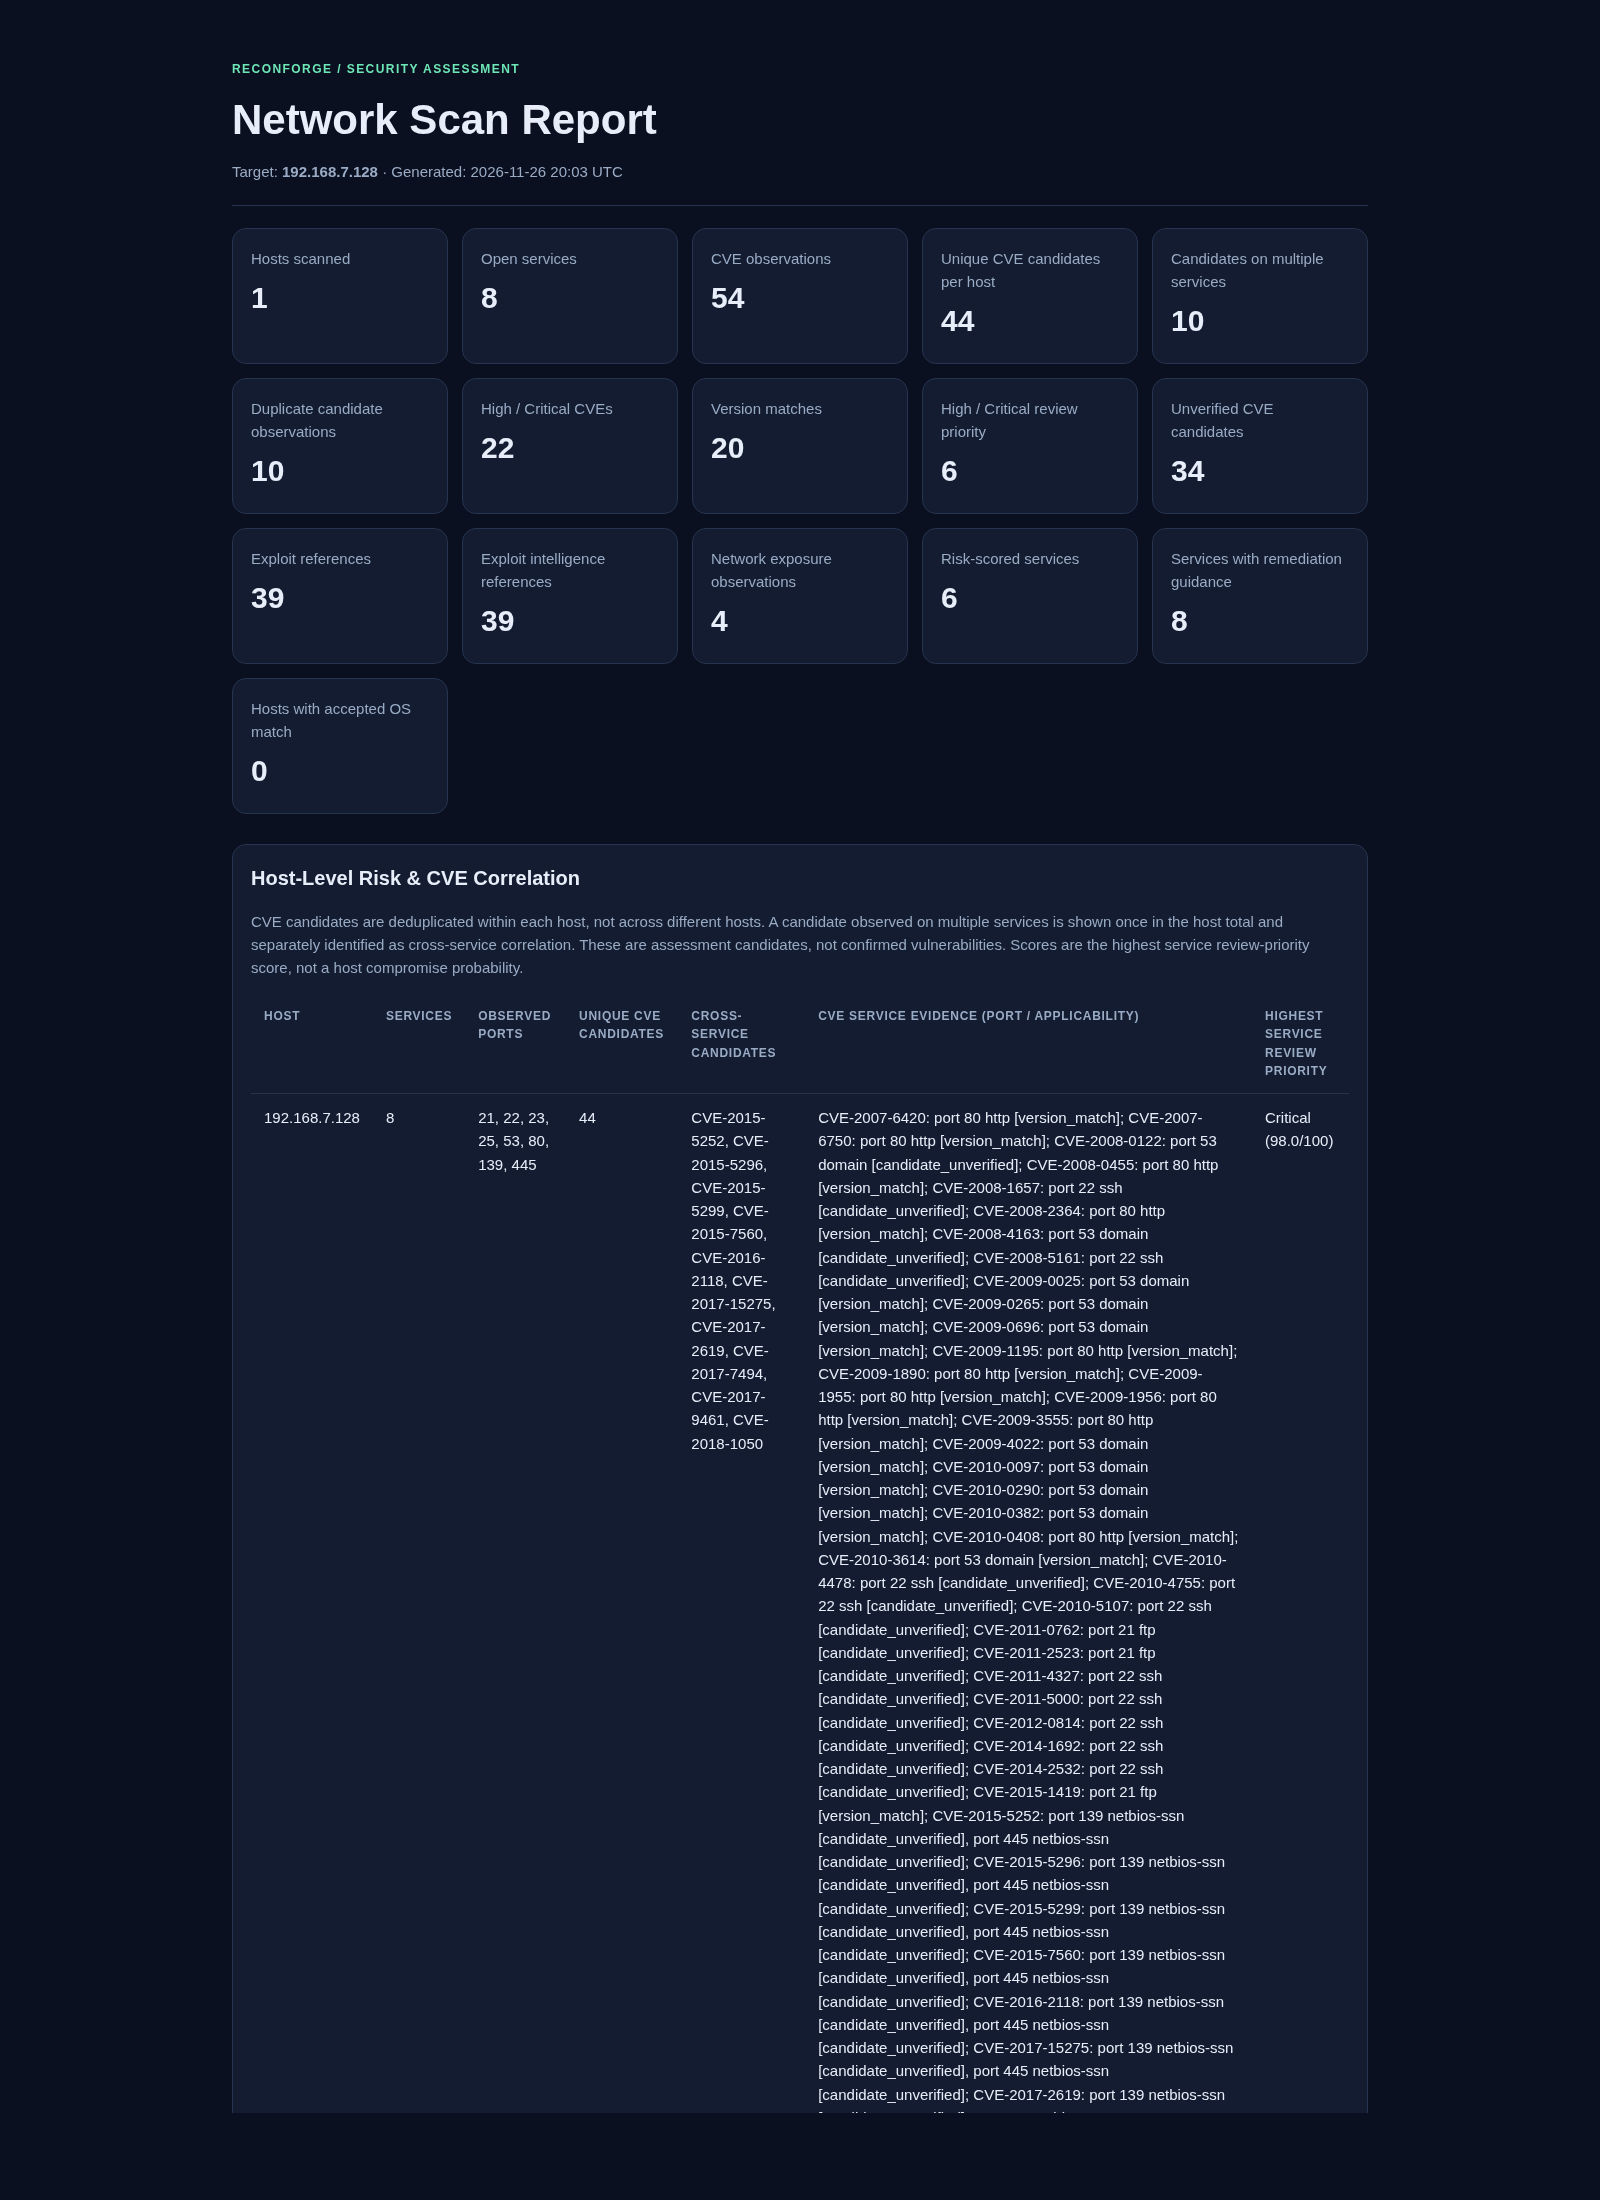 RECONFORGE / SECURITY ASSESSMENT
Network Scan Report
Target: 192.168.7.128 · Generated: 2026-11-26 20:03 UTC
Hosts scanned
1
Open services
8
CVE observations
54
Unique CVE candidates
per host
44
Candidates on multiple
services
10
Duplicate candidate
observations
10
High / Critical CVEs
22
Version matches
20
High / Critical review
priority
6
Unverified CVE
candidates
34
Exploit references
39
Exploit intelligence
references
39
Network exposure
observations
4
Risk-scored services
6
Services with remediation
guidance
8
Hosts with accepted OS
match
0
Host-Level Risk & CVE Correlation
CVE candidates are deduplicated within each host, not across different hosts. A candidate observed on multiple services is shown once in the host total and
separately identified as cross-service correlation. These are assessment candidates, not confirmed vulnerabilities. Scores are the highest service review-priority
score, not a host compromise probability.
HOST
SERVICES
OBSERVED
PORTS
UNIQUE CVE
CANDIDATES
CROSS-
SERVICE
CANDIDATES
CVE SERVICE EVIDENCE (PORT / APPLICABILITY)
HIGHEST
SERVICE
REVIEW
PRIORITY
192.168.7.128
8
21, 22, 23,
25, 53, 80,
139, 445
44
CVE-2015-
5252, CVE-
2015-5296,
CVE-2015-
5299, CVE-
2015-7560,
CVE-2016-
2118, CVE-
2017-15275,
CVE-2017-
2619, CVE-
2017-7494,
CVE-2017-
9461, CVE-
2018-1050
CVE-2007-6420: port 80 http [version_match]; CVE-2007-
6750: port 80 http [version_match]; CVE-2008-0122: port 53
domain [candidate_unverified]; CVE-2008-0455: port 80 http
[version_match]; CVE-2008-1657: port 22 ssh
[candidate_unverified]; CVE-2008-2364: port 80 http
[version_match]; CVE-2008-4163: port 53 domain
[candidate_unverified]; CVE-2008-5161: port 22 ssh
[candidate_unverified]; CVE-2009-0025: port 53 domain
[version_match]; CVE-2009-0265: port 53 domain
[version_match]; CVE-2009-0696: port 53 domain
[version_match]; CVE-2009-1195: port 80 http [version_match];
CVE-2009-1890: port 80 http [version_match]; CVE-2009-
1955: port 80 http [version_match]; CVE-2009-1956: port 80
http [version_match]; CVE-2009-3555: port 80 http
[version_match]; CVE-2009-4022: port 53 domain
[version_match]; CVE-2010-0097: port 53 domain
[version_match]; CVE-2010-0290: port 53 domain
[version_match]; CVE-2010-0382: port 53 domain
[version_match]; CVE-2010-0408: port 80 http [version_match];
CVE-2010-3614: port 53 domain [version_match]; CVE-2010-
4478: port 22 ssh [candidate_unverified]; CVE-2010-4755: port
22 ssh [candidate_unverified]; CVE-2010-5107: port 22 ssh
[candidate_unverified]; CVE-2011-0762: port 21 ftp
[candidate_unverified]; CVE-2011-2523: port 21 ftp
[candidate_unverified]; CVE-2011-4327: port 22 ssh
[candidate_unverified]; CVE-2011-5000: port 22 ssh
[candidate_unverified]; CVE-2012-0814: port 22 ssh
[candidate_unverified]; CVE-2014-1692: port 22 ssh
[candidate_unverified]; CVE-2014-2532: port 22 ssh
[candidate_unverified]; CVE-2015-1419: port 21 ftp
[version_match]; CVE-2015-5252: port 139 netbios-ssn
[candidate_unverified], port 445 netbios-ssn
[candidate_unverified]; CVE-2015-5296: port 139 netbios-ssn
[candidate_unverified], port 445 netbios-ssn
[candidate_unverified]; CVE-2015-5299: port 139 netbios-ssn
[candidate_unverified], port 445 netbios-ssn
[candidate_unverified]; CVE-2015-7560: port 139 netbios-ssn
[candidate_unverified], port 445 netbios-ssn
[candidate_unverified]; CVE-2016-2118: port 139 netbios-ssn
[candidate_unverified], port 445 netbios-ssn
[candidate_unverified]; CVE-2017-15275: port 139 netbios-ssn
[candidate_unverified], port 445 netbios-ssn
[candidate_unverified]; CVE-2017-2619: port 139 netbios-ssn
Critical
(98.0/100)